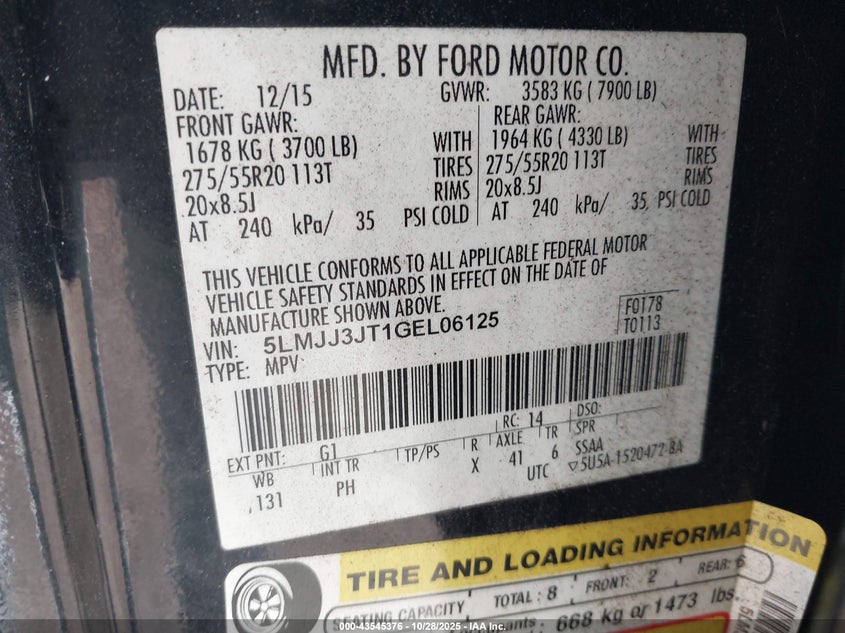 MFD. BY FORD MOTOR CO.
DATE: 12/15 GVWR: 3583 KG ( 7900 LB)
FRONT GAWR: REAR GAWR:
1678 KG ( 3700 LB) WITH 1964 KG ( 4330 LB) WITH
275/55R20 113T TIRES 275/55R20 113T TIRES
20x8.5J RIMS 20x8.5J RIMS
AT 240 kPa/ 35 PSI COLD AT 240 kPa/ 35 PSI COLD
THIS VEHICLE CONFORMS TO ALL APPLICABLE FEDERAL MOTOR
VEHICLE SAFETY STANDARDS IN EFFECT ON THE DATE OF
MANUFACTURE SHOWN ABOVE.
F0178
VIN: 5LMJJ3JT1GEL06125 T0113
TYPE: MPV
EXT PNT: G1 RC: 14 DSO:
WB INT TR TP/PS R AXLE TR SPR
131 PH X 41 6 SSAA
UTC 5U5A-1520472-BA
TIRE AND LOADING INFORMATION
SEATING CAPACITY TOTAL: 8 FRONT: 2 REAR: 6
668 kg or 1473 lbs.
000-43545376 | 10/28/2025 | IAA Inc.